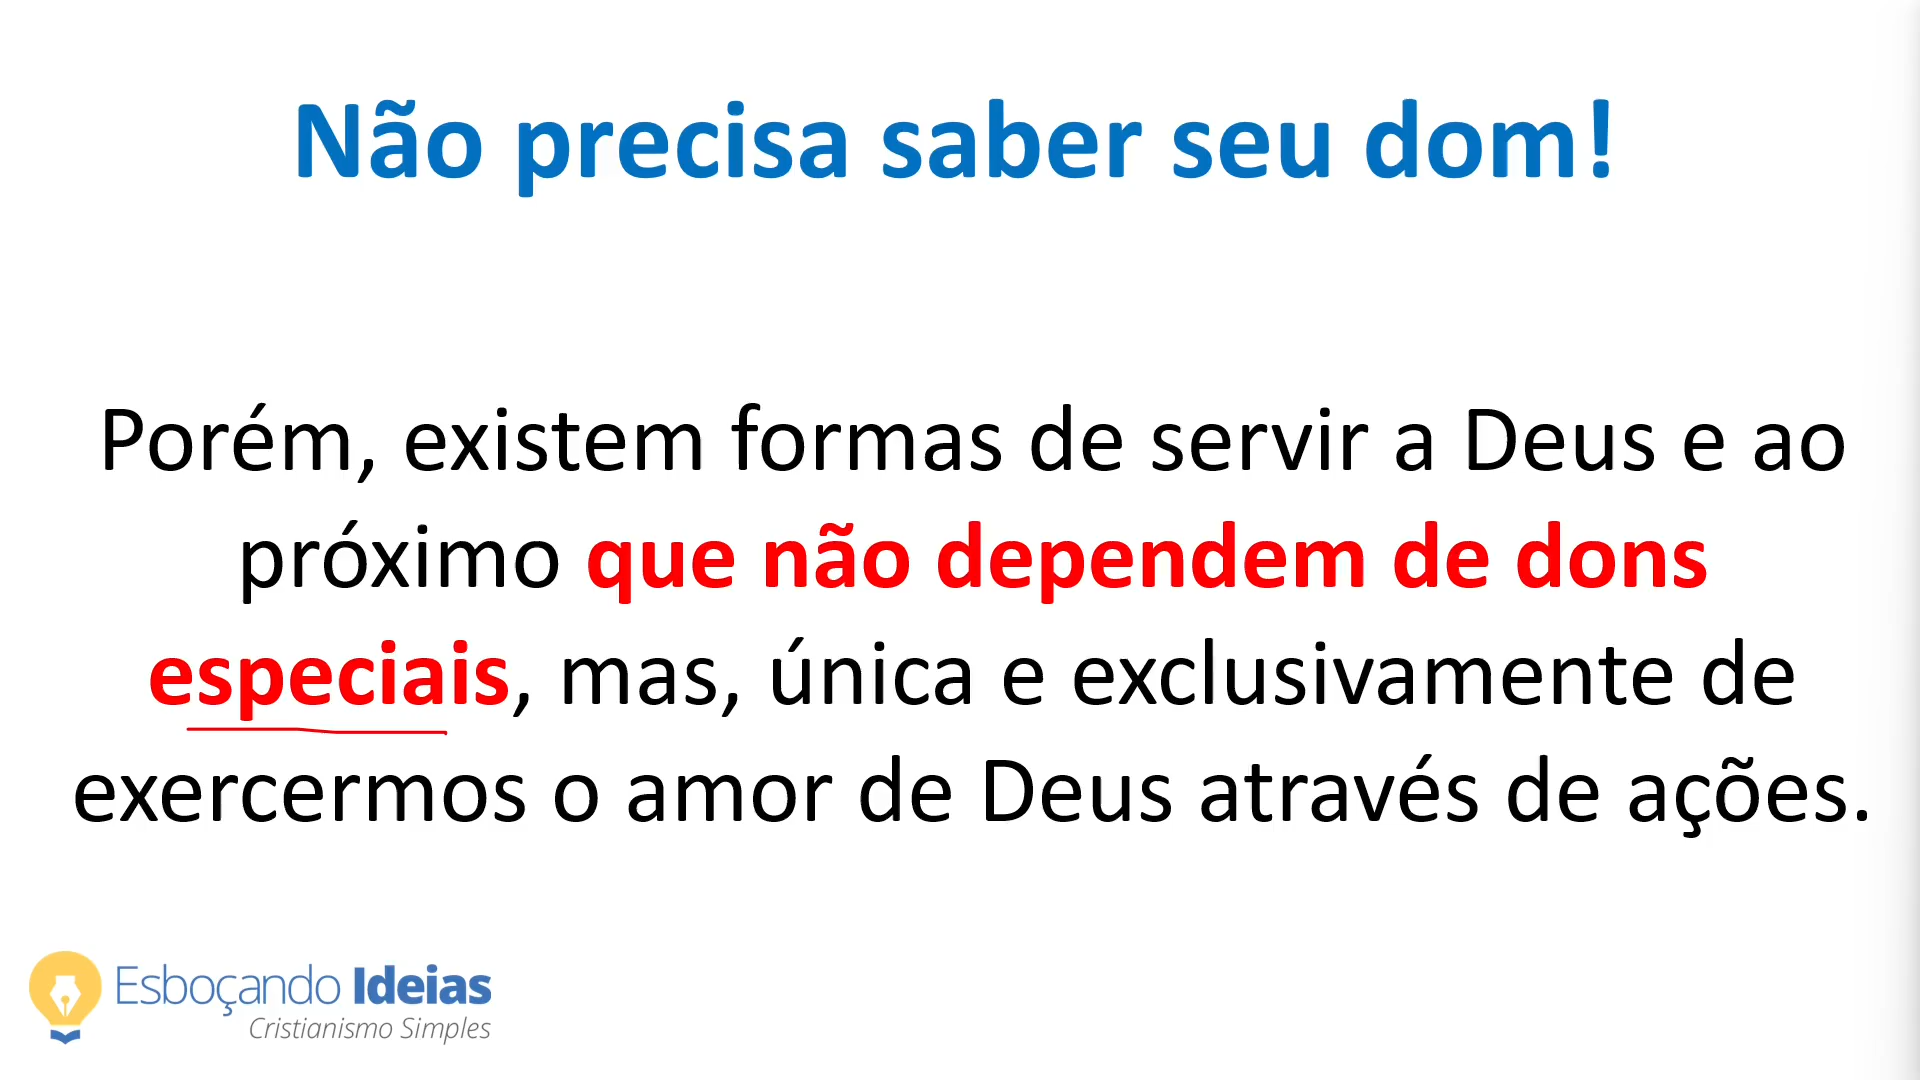 Não precisa saber seu dom!
Porém, existem formas de servir a Deus e ao
próximo que não dependem de dons
especiais, mas, única e exclusivamente de
exercermos o amor de Deus através de ações.
Esboçando Ideias
Cristianismo Simples